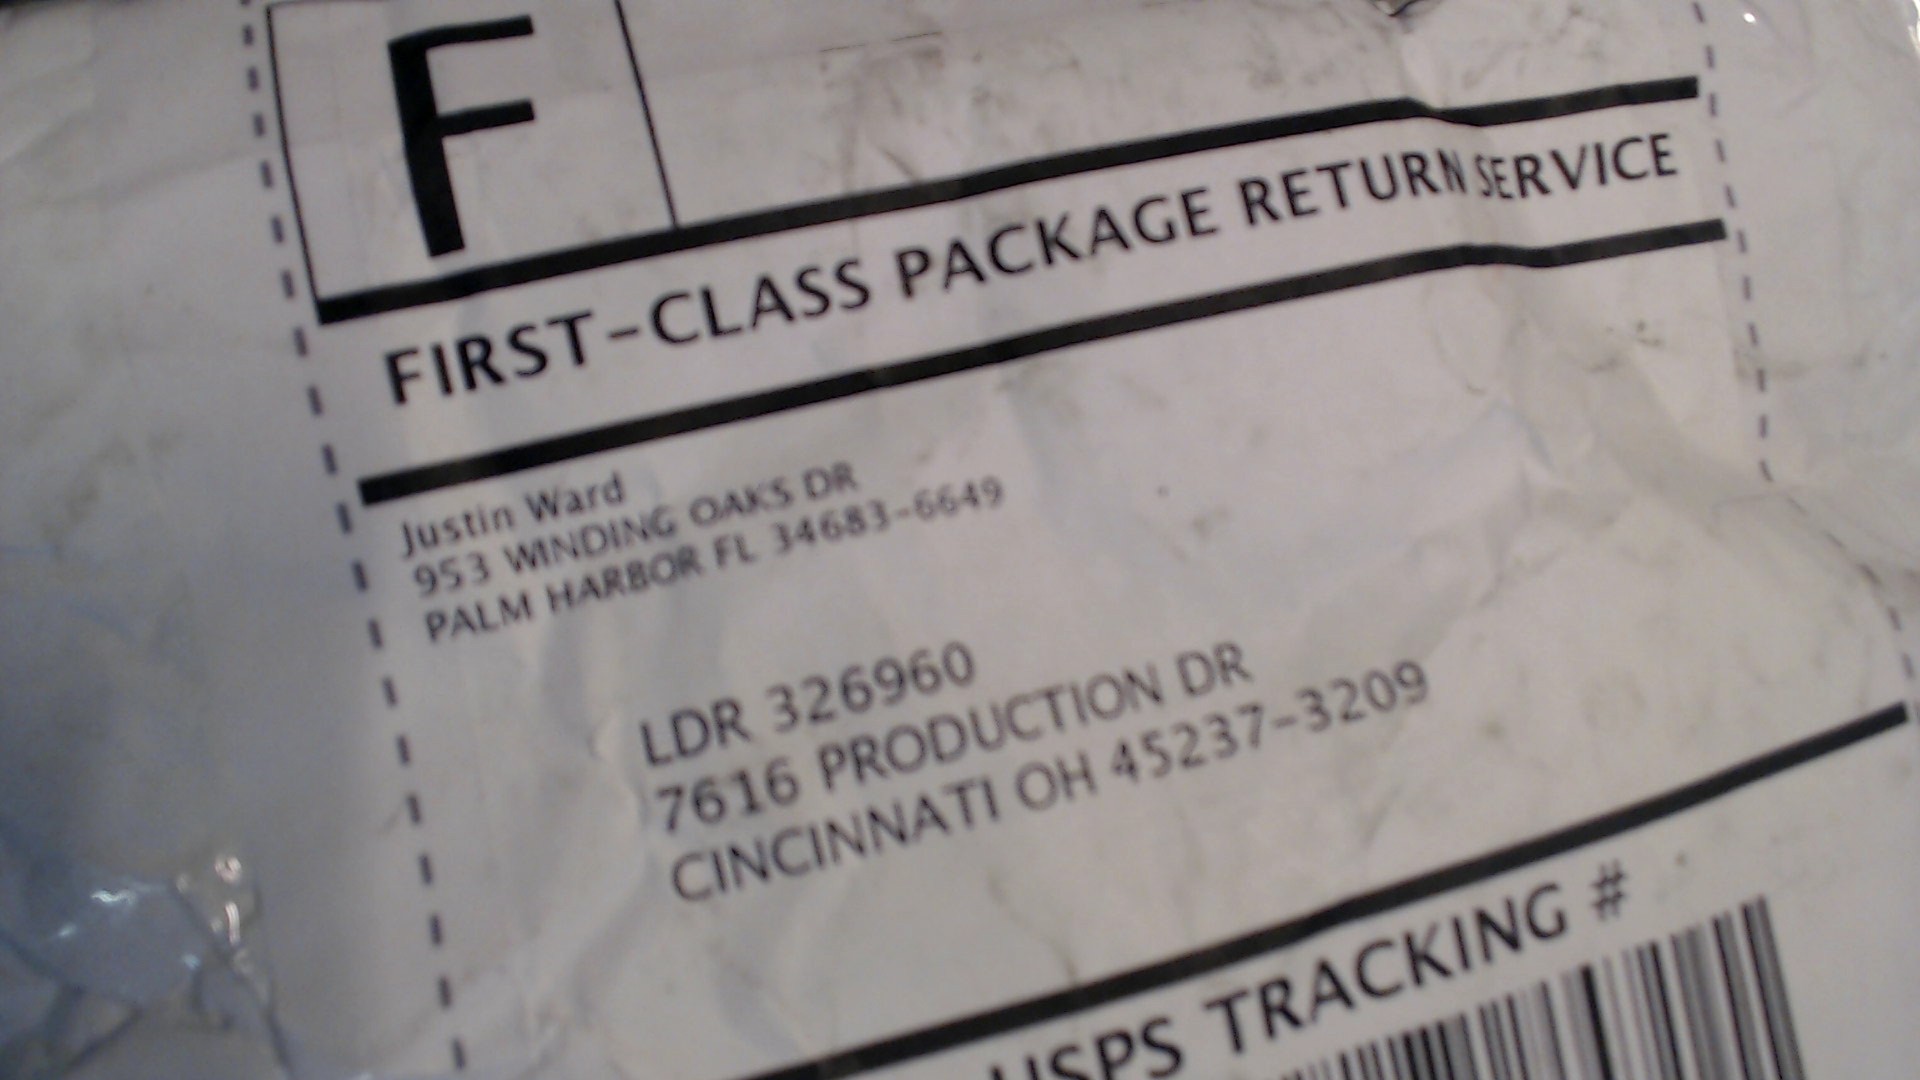 F
FIRST-CLASS PACKAGE RETURN SERVICE
Justin Ward
953 WINDING OAKS DR
PALM HARBOR FL 34683-6649
LDR 326960
7616 PRODUCTION DR
CINCINNATI OH 45237-3209
USPS TRACKING #